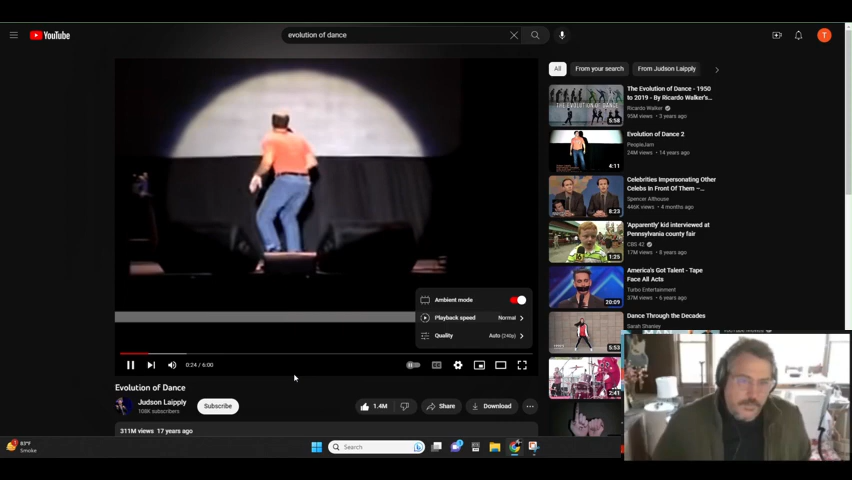 YouTube
evolution of dance
All
From your search
From Judson Laipply
The Evolution of Dance - 1950
to 2019 - By Ricardo Walker's...
Ricardo Walker
95M views • 3 years ago
5:58
Evolution of Dance 2
PeopleJam
24M views • 14 years ago
4:11
Celebrities Impersonating Other
Celebs In Front Of Them –...
Spencer Althouse
446K views • 4 months ago
8:23
'Apparently' kid interviewed at
Pennsylvania county fair
CBS 42
17M views • 8 years ago
1:25
America's Got Talent - Tape
Face All Acts
Turbo Entertainment
37M views • 6 years ago
20:09
Dance Through the Decades
Sarah Shanley
5:53
2:41
Ambient mode
Playback speed
Normal
Quality
Auto (240p)
0:24 / 6:00
CC
Evolution of Dance
Judson Laipply
108K subscribers
Subscribe
1.4M
Share
Download
311M views 17 years ago
83°F
Smoke
Search
T